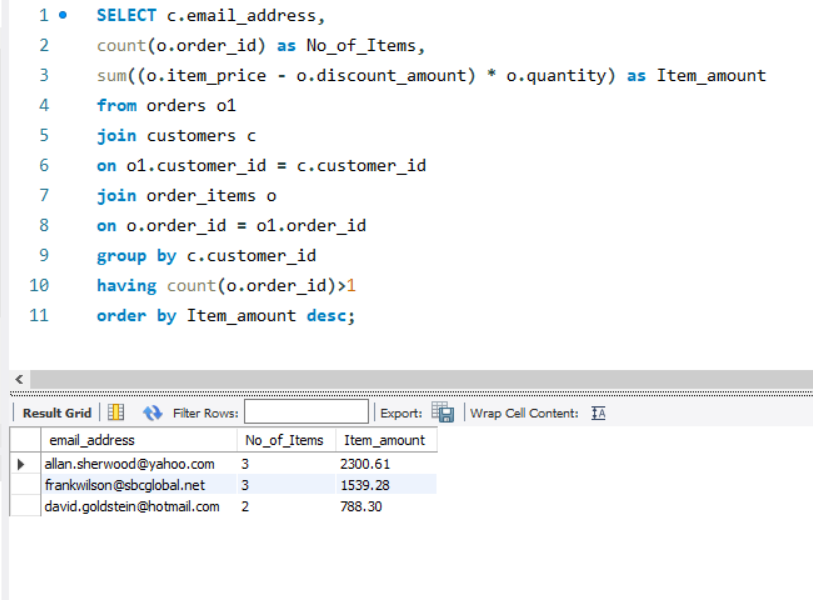 1 SELECT c.email_address,
2 count(o.order_id) as No_of_Items,
3 sum((o.item_price - o.discount_amount) * o.quantity) as Item_amount
4 from orders o1
5 join customers c
6 on o1.customer_id = c.customer_id
7 join order_items o
8 on o.order_id = o1.order_id
9 group by c.customer_id
10 having count(o.order_id)>1
11 order by Item_amount desc;
Result Grid Filter Rows: Export: Wrap Cell Content: IA
email_address No_of_Items Item_amount
allan.sherwood@yahoo.com 3 2300.61
frankwilson@sbcglobal.net 3 1539.28
david.goldstein@hotmail.com 2 788.30